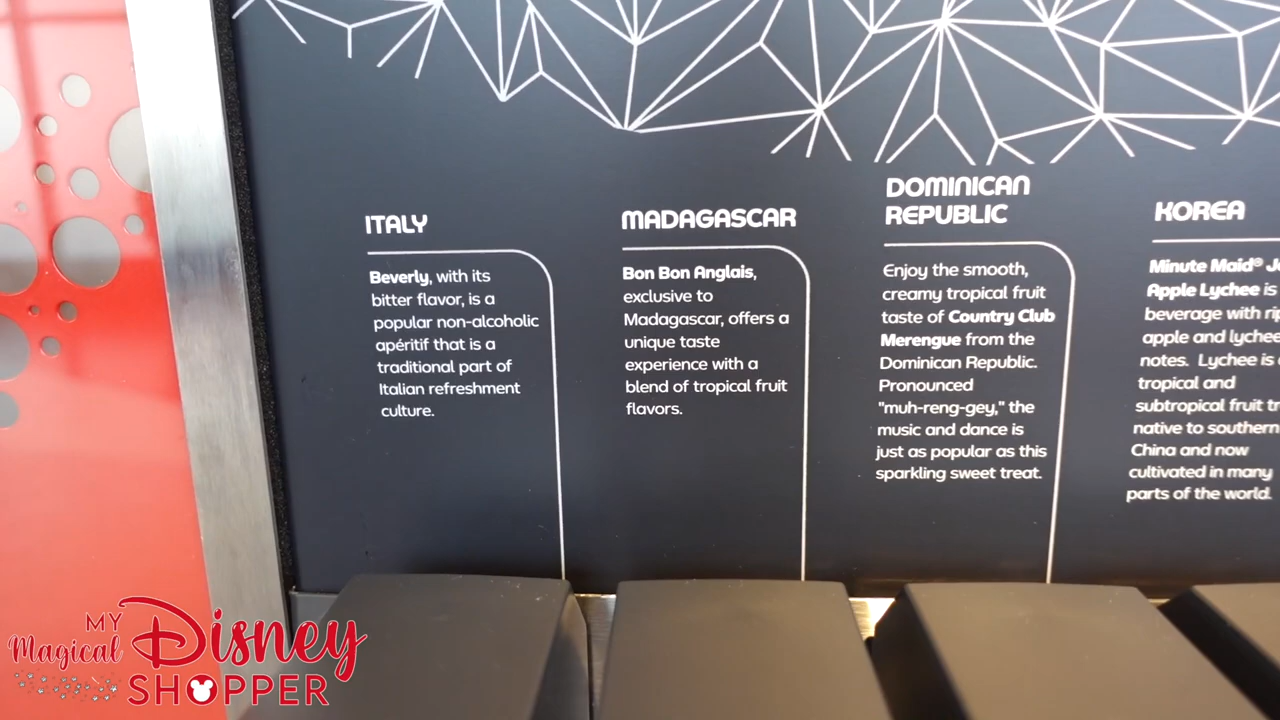 ITALY
Beverly, with its
bitter flavor, is a
popular non-alcoholic
apéritif that is a
traditional part of
Italian refreshment
culture.
MADAGASCAR
Bon Bon Anglais,
exclusive to
Madagascar, offers a
unique taste
experience with a
blend of tropical fruit
flavors.
DOMINICAN
REPUBLIC
Enjoy the smooth,
creamy tropical fruit
taste of Country Club
Merengue from the
Dominican Republic.
Pronounced
"muh-reng-gey," the
music and dance is
just as popular as this
sparkling sweet treat.
KOREA
Minute Maid®
Apple Lychee is
beverage with
apple and lychee
notes. Lychee is
tropical and
subtropical fruit
native to southern
China and now
cultivated in many
parts of the world.
MY
Magical Disney
SHOPPER